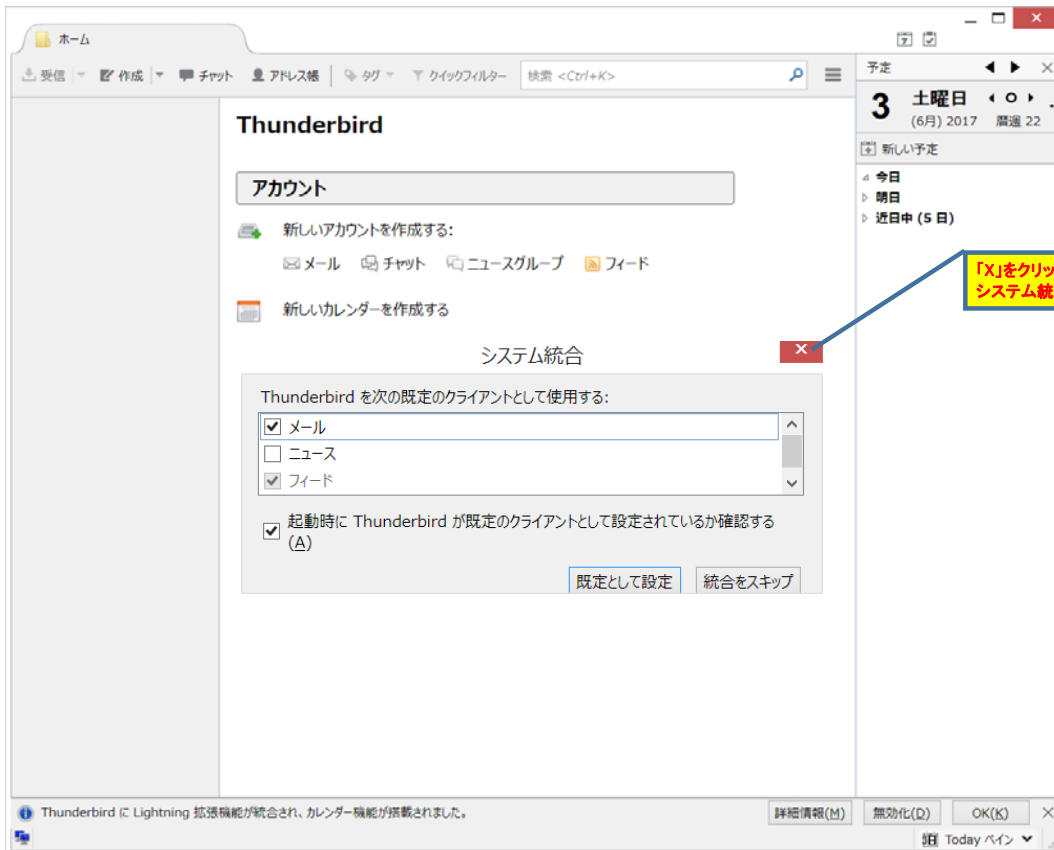 ホーム
受信 作成 チャット アドレス帳 タグ クイックフィルター 検索 <Ctrl+K>
予定
3 土曜日
(6月) 2017 暦週 22
新しい予定
今日
明日
近日中 (5 日)
Thunderbird
アカウント
新しいアカウントを作成する:
メール チャット ニュースグループ フィード
新しいカレンダーを作成する
「X」をクリッ
システム統
システム統合
Thunderbird を次の既定のクライアントとして使用する:
メール
ニュース
フィード
起動時に Thunderbird が既定のクライアントとして設定されているか確認する
(A)
既定として設定 統合をスキップ
Thunderbird に Lightning 拡張機能が統合され、カレンダー機能が搭載されました。 詳細情報(M) 無効化(D) OK(K)
Today ペイン